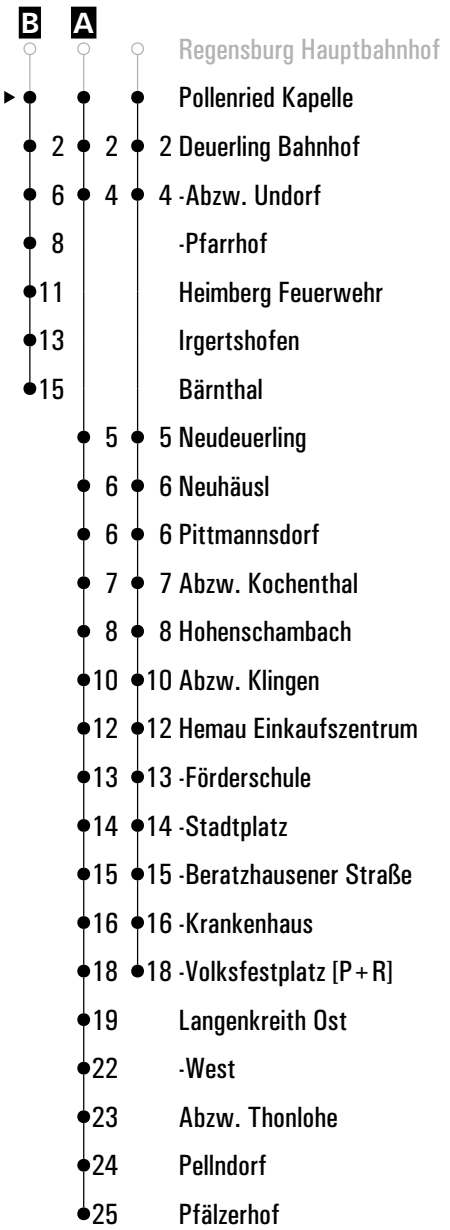 B A
Regensburg Hauptbahnhof
Pollenried Kapelle
2 2 2 Deuerling Bahnhof
6 4 4 -Abzw. Undorf
8 -Pfarrhof
11 Heimberg Feuerwehr
13 Irgertshofen
15 Bärnthal
5 5 Neudeuerling
6 6 Neuhäusl
6 6 Pittmannsdorf
7 7 Abzw. Kochenthal
8 8 Hohenschambach
10 10 Abzw. Klingen
12 12 Hemau Einkaufszentrum
13 13 -Förderschule
14 14 -Stadtplatz
15 15 -Beratzhausener Straße
16 16 -Krankenhaus
18 18 -Volksfestplatz [P+R]
19 Langenkreith Ost
22 -West
23 Abzw. Thonlohe
24 Pellndorf
25 Pfälzerhof